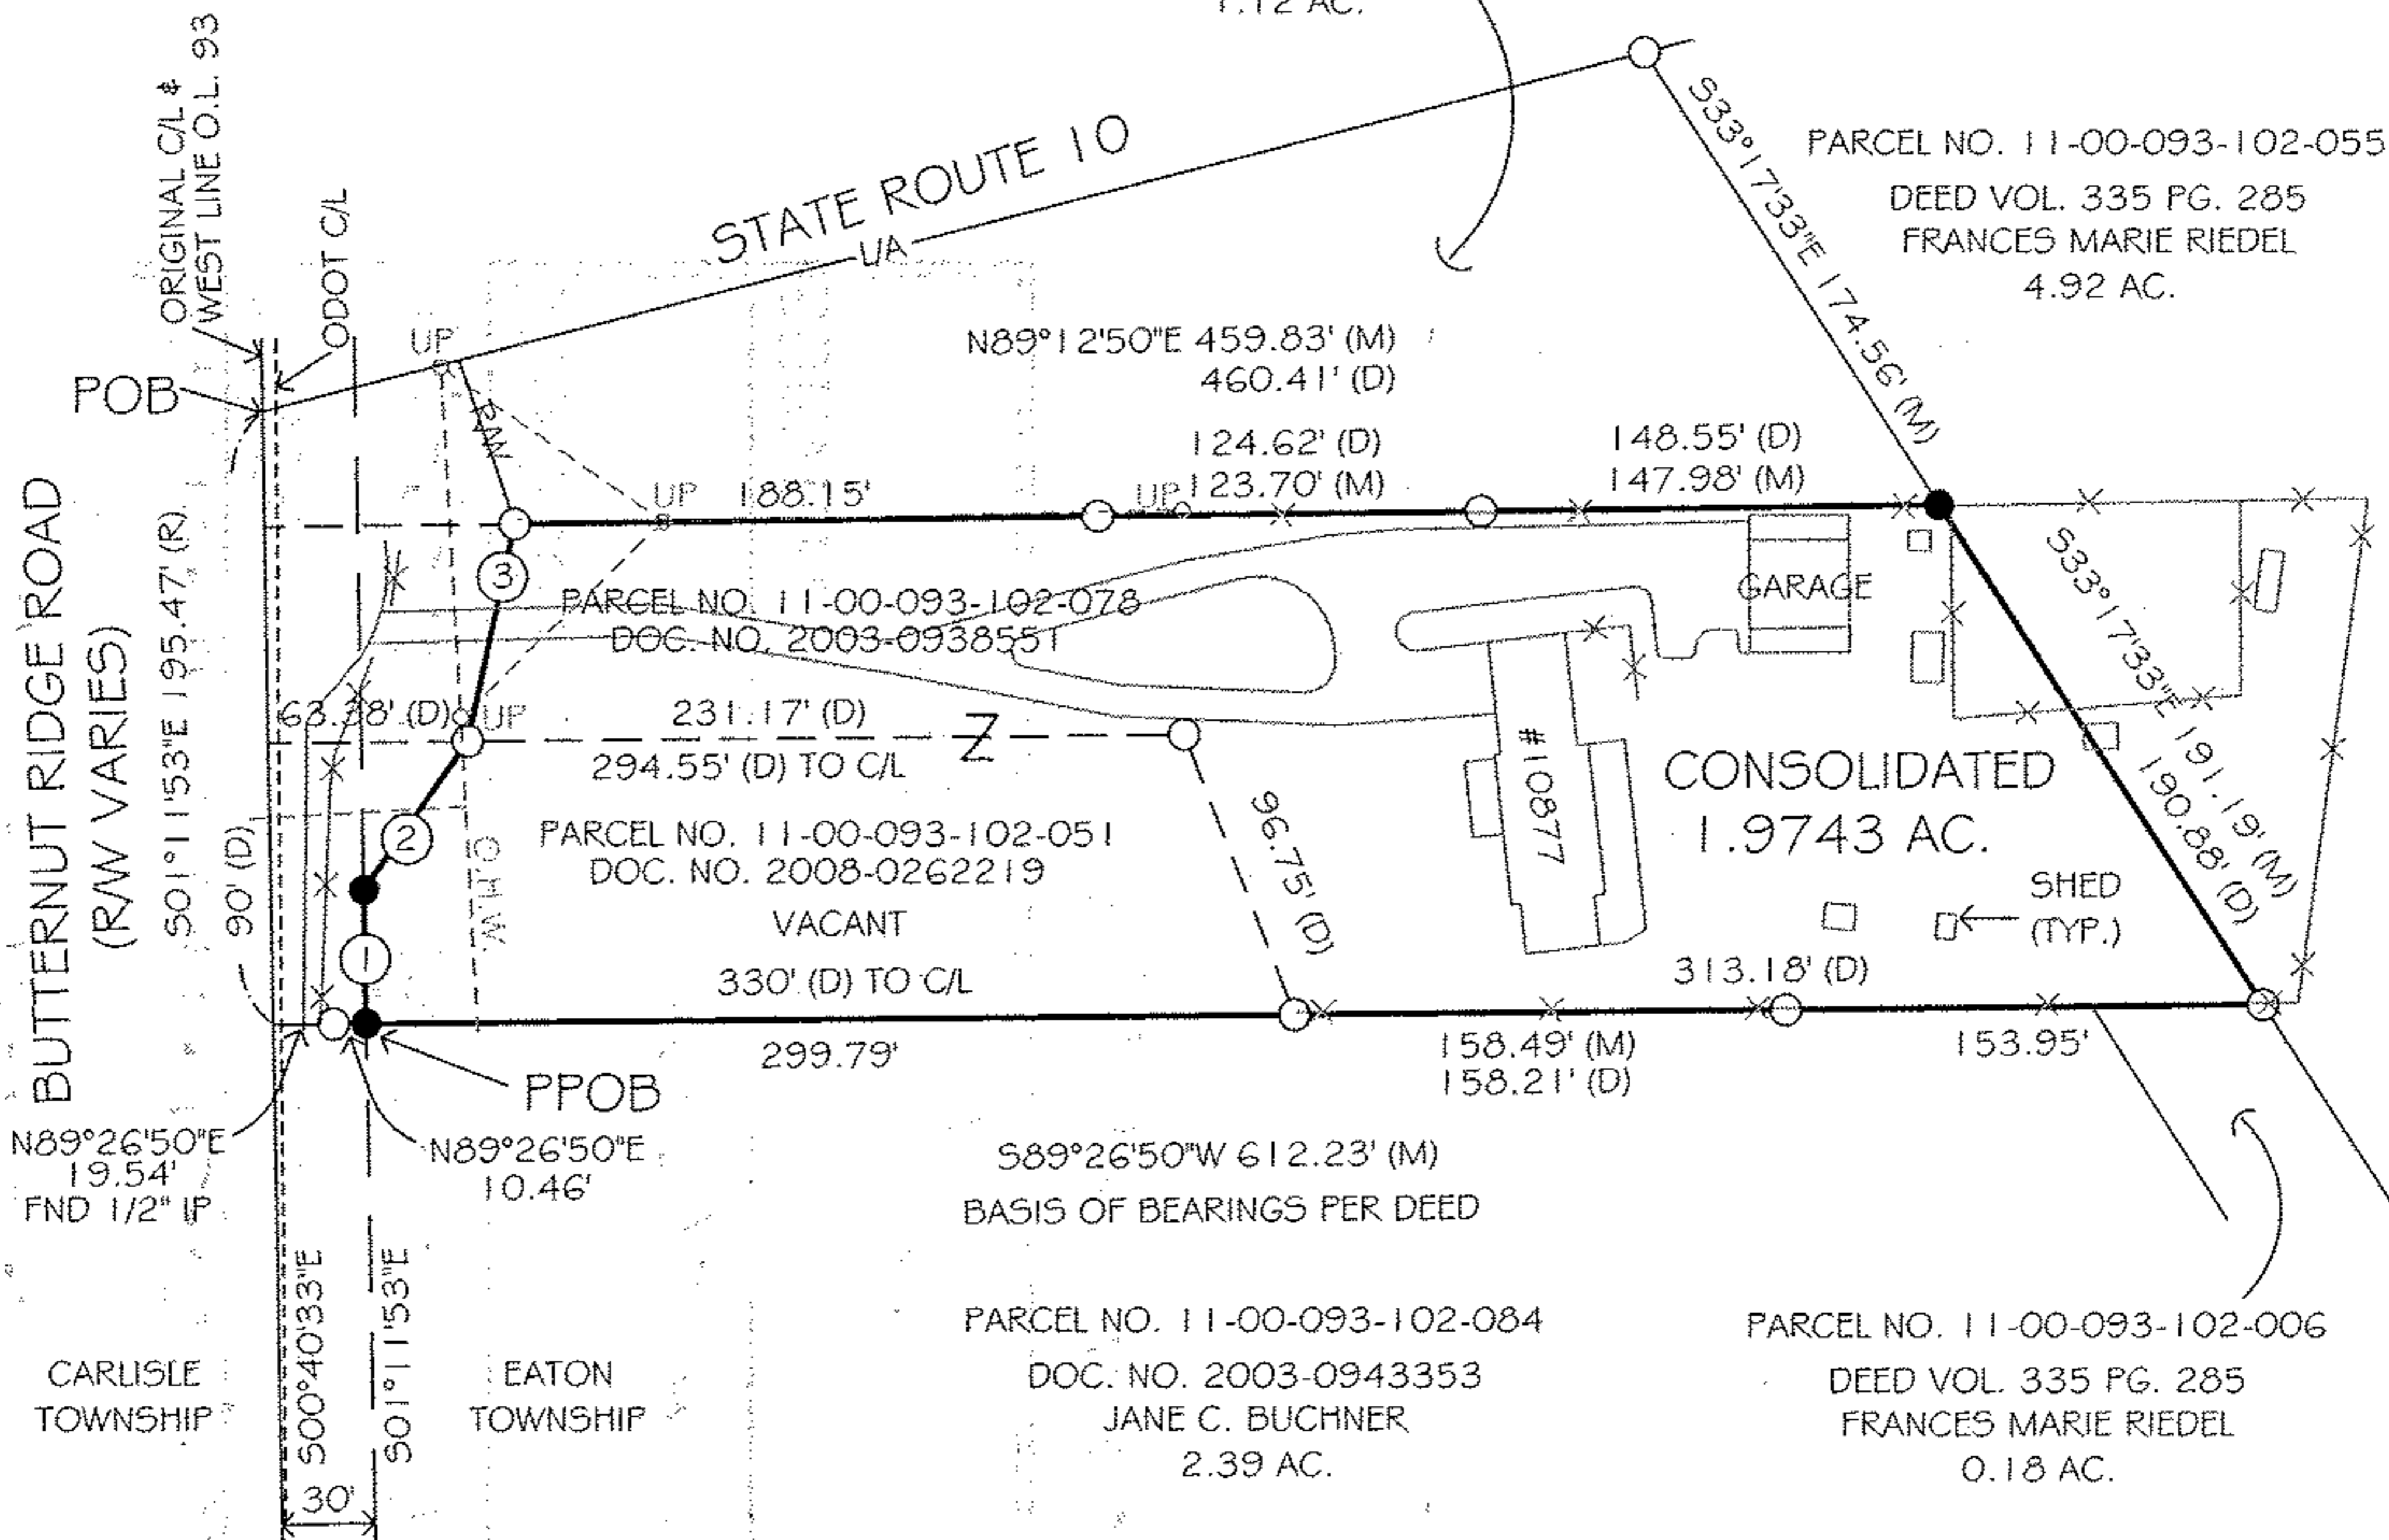 1.12 AC.
ORIGINAL C/L &
WEST LINE O.L. 93
ODOT C/L
STATE ROUTE 10
L/A
S33°17'33"E 174.56' (M)
PARCEL NO. 11-00-093-102-055
DEED VOL. 335 PG. 285
FRANCES MARIE RIEDEL
4.92 AC.
POB
UP
R/W
N89°12'50"E 459.83' (M)
460.41' (D)
124.62' (D)
123.70' (M)
148.55' (D)
147.98' (M)
UP
188.15'
UP
BUTTERNUT RIDGE ROAD
(R/W VARIES)
S01°11'53"E 195.47' (R)
3
PARCEL NO. 11-00-093-102-078
DOC. NO. 2003-0938551
GARAGE
S33°17'33"E 191.19' (M)
190.88' (D)
63.38' (D)
UP
231.17' (D)
Z
294.55' (D) TO C/L
#10877
CONSOLIDATED
1.9743 AC.
90' (D)
2
O.H.W.
PARCEL NO. 11-00-093-102-051
DOC. NO. 2008-0262219
VACANT
96.75' (D)
SHED
(TYP.)
1
330' (D) TO C/L
313.18' (D)
299.79'
158.49' (M)
158.21' (D)
153.95'
PPOB
N89°26'50"E
19.54'
FND 1/2" IP
N89°26'50"E
10.46'
S89°26'50"W 612.23' (M)
BASIS OF BEARINGS PER DEED
S00°40'33"E
S01°11'53"E
CARLISLE
TOWNSHIP
EATON
TOWNSHIP
PARCEL NO. 11-00-093-102-084
DOC. NO. 2003-0943353
JANE C. BUCHNER
2.39 AC.
PARCEL NO. 11-00-093-102-006
DEED VOL. 335 PG. 285
FRANCES MARIE RIEDEL
0.18 AC.
30'